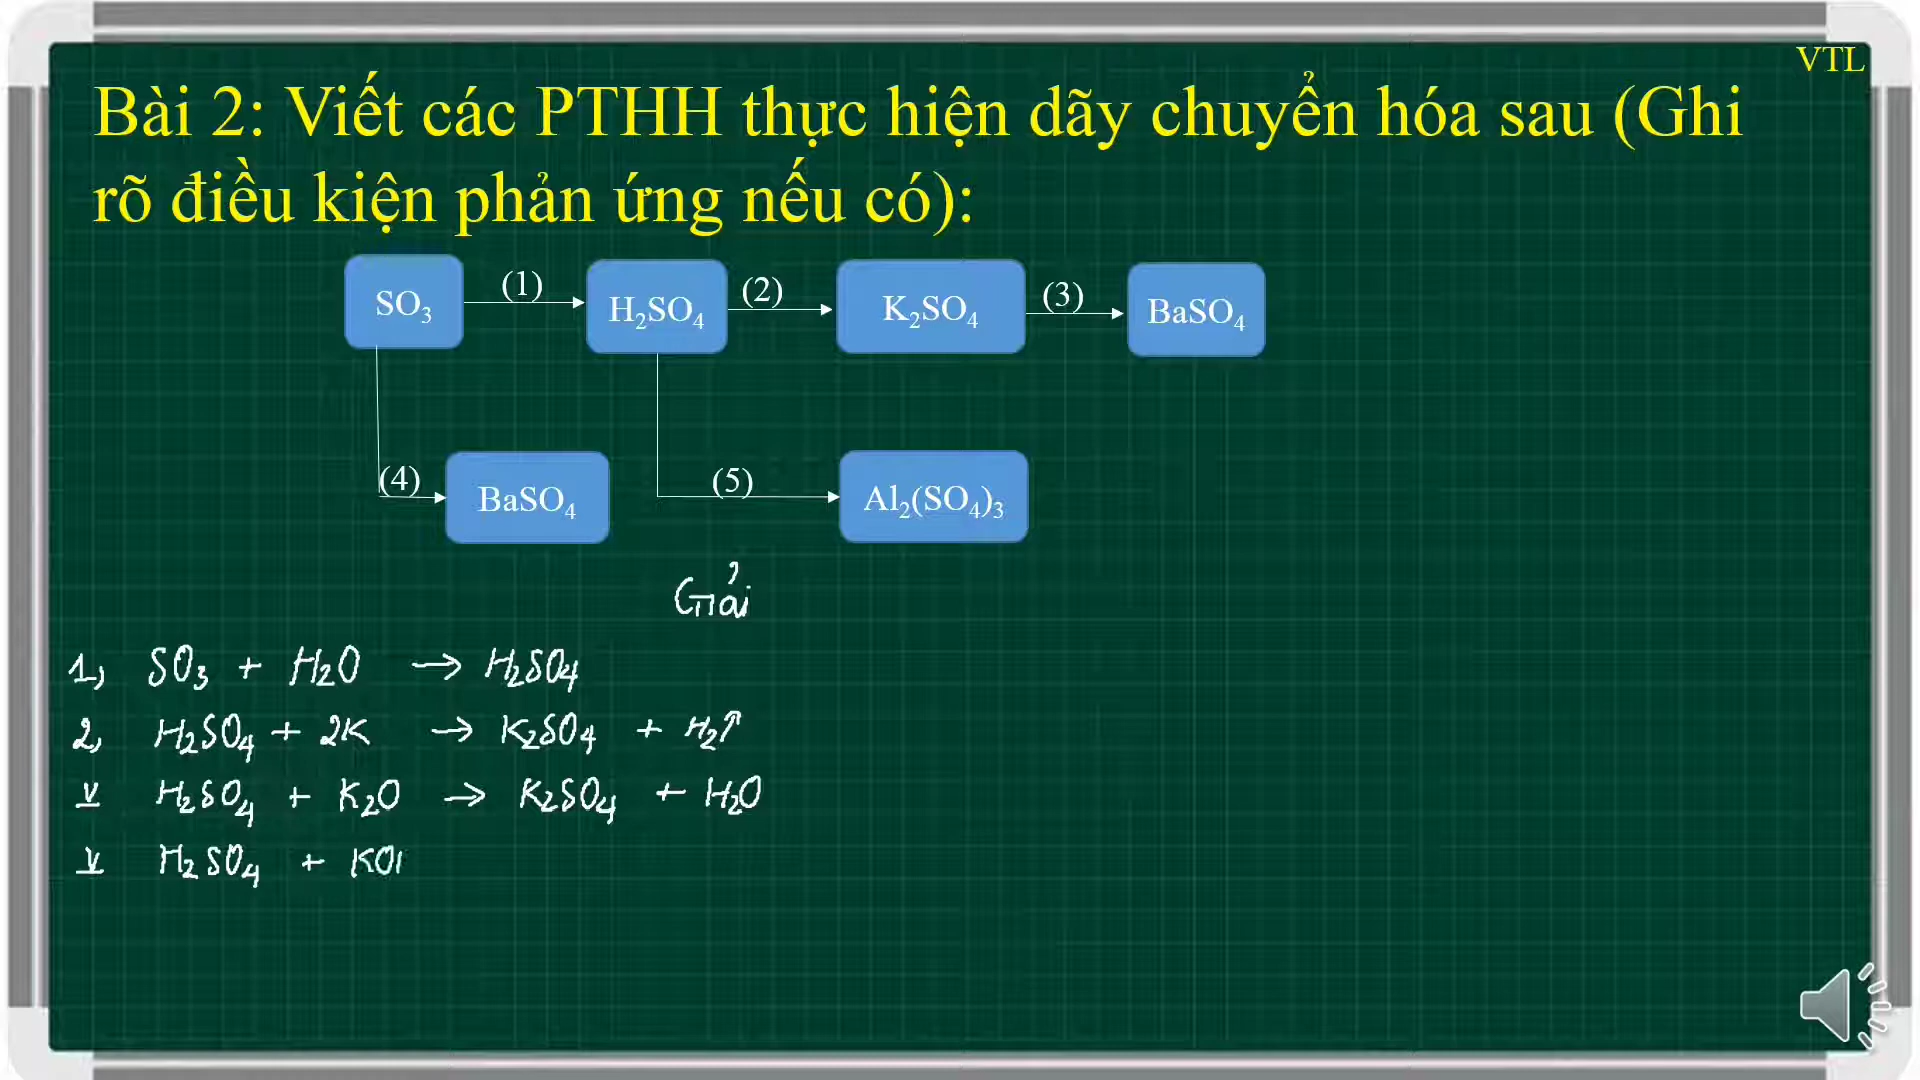 VTL
Bài 2: Viết các PTHH thực hiện dãy chuyển hóa sau (Ghi
rõ điều kiện phản ứng nếu có):
SO₃ (1) H₂SO₄ (2) K₂SO₄ (3) BaSO₄
(4) BaSO₄ (5) Al₂(SO₄)₃
Giải
1, SO₃ + H₂O → H₂SO₄
2, H₂SO₄ + 2K → K₂SO₄ + H₂↑
H₂SO₄ + K₂O → K₂SO₄ + H₂O
H₂SO₄ +